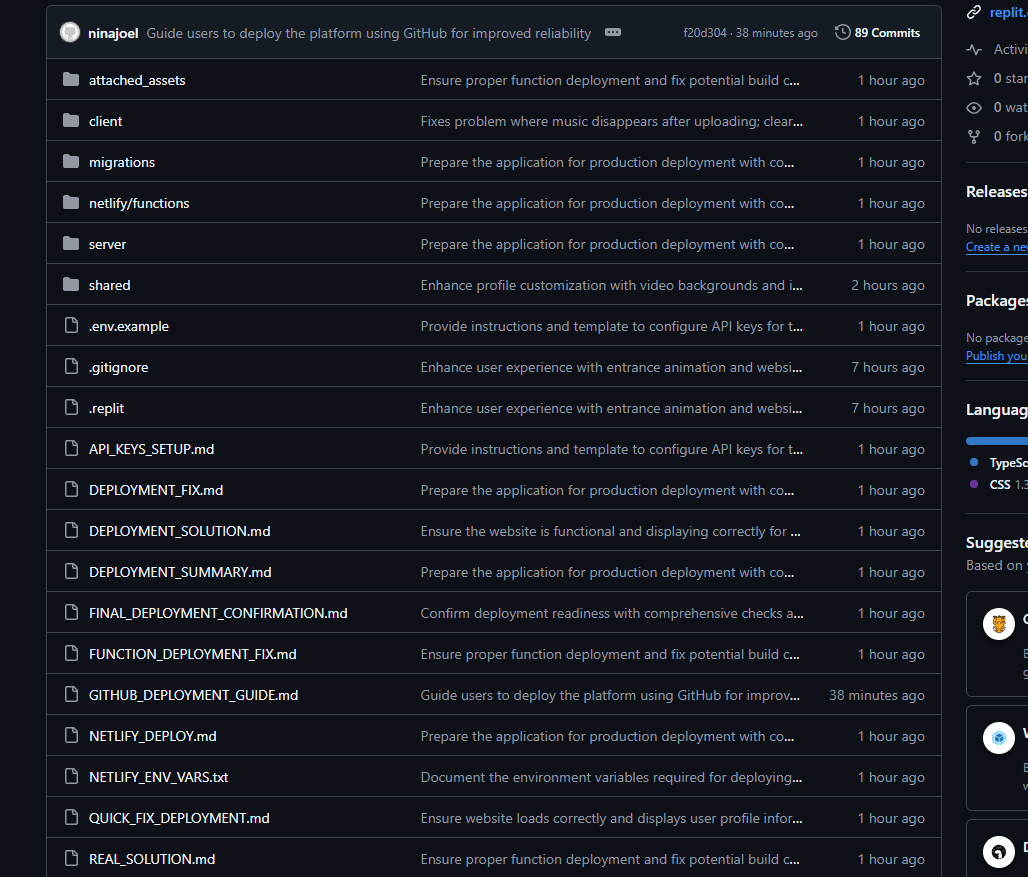 ninajoel Guide users to deploy the platform using GitHub for improved reliability f20d304 · 38 minutes ago 89 Commits
attached_assets Ensure proper function deployment and fix potential build c... 1 hour ago
client Fixes problem where music disappears after uploading; clear... 1 hour ago
migrations Prepare the application for production deployment with co... 1 hour ago
netlify/functions Prepare the application for production deployment with co... 1 hour ago
server Prepare the application for production deployment with co... 1 hour ago
shared Enhance profile customization with video backgrounds and i... 2 hours ago
.env.example Provide instructions and template to configure API keys for t... 1 hour ago
.gitignore Enhance user experience with entrance animation and websi... 7 hours ago
.replit Enhance user experience with entrance animation and websi... 7 hours ago
API_KEYS_SETUP.md Provide instructions and template to configure API keys for t... 1 hour ago
DEPLOYMENT_FIX.md Prepare the application for production deployment with co... 1 hour ago
DEPLOYMENT_SOLUTION.md Ensure the website is functional and displaying correctly for ... 1 hour ago
DEPLOYMENT_SUMMARY.md Prepare the application for production deployment with co... 1 hour ago
FINAL_DEPLOYMENT_CONFIRMATION.md Confirm deployment readiness with comprehensive checks a... 1 hour ago
FUNCTION_DEPLOYMENT_FIX.md Ensure proper function deployment and fix potential build c... 1 hour ago
GITHUB_DEPLOYMENT_GUIDE.md Guide users to deploy the platform using GitHub for improv... 38 minutes ago
NETLIFY_DEPLOY.md Prepare the application for production deployment with co... 1 hour ago
NETLIFY_ENV_VARS.txt Document the environment variables required for deploying... 1 hour ago
QUICK_FIX_DEPLOYMENT.md Ensure website loads correctly and displays user profile infor... 1 hour ago
REAL_SOLUTION.md Ensure proper function deployment and fix potential build c... 1 hour ago
replit.
Activi
0 star
0 wat
0 fork
Releases
No releases
Create a nev
Packages
No package
Publish you
Languag
TypeSc
CSS 1.3
Suggeste
Based on